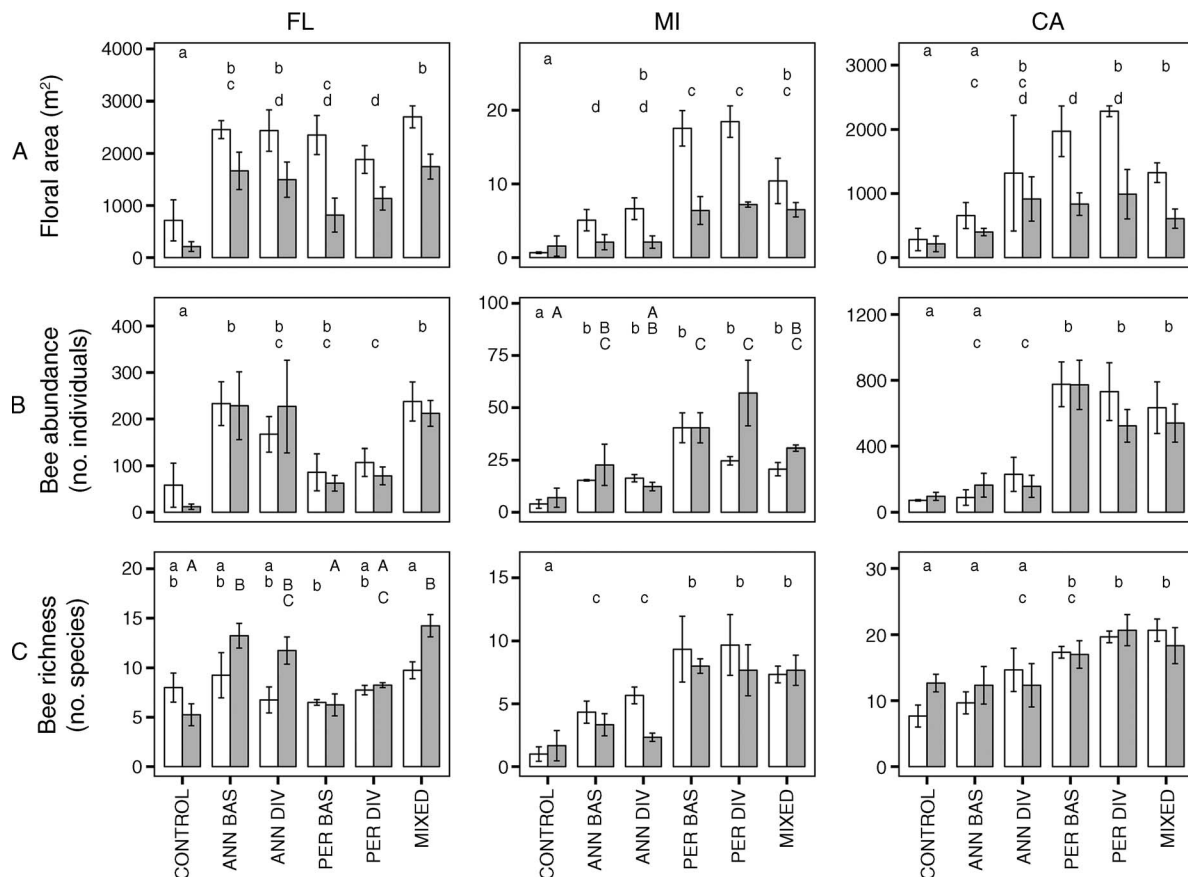 FL MI CA
A
Floral area (m²)
4000
3000
2000
1000
0
a b b c b
c d d d
20
10
0
a b b
d d c c c
3000
2000
1000
0
a a b b b
c c d d
d
B
Bee abundance
(no. individuals)
400
300
200
100
0
a b b b c b
c c
100
75
50
25
0
a A b B b A b C b C b B
C B C
1200
800
400
0
a a c b b b
c
C
Bee richness
(no. species)
20
15
10
5
0
a A a B a B b A a A a B
b b b C b C
15
10
5
0
a c c b b b
30
20
10
0
a a a b b b
c c
CONTROL
ANN BAS
ANN DIV
PER BAS
PER DIV
MIXED
CONTROL
ANN BAS
ANN DIV
PER BAS
PER DIV
MIXED
CONTROL
ANN BAS
ANN DIV
PER BAS
PER DIV
MIXED